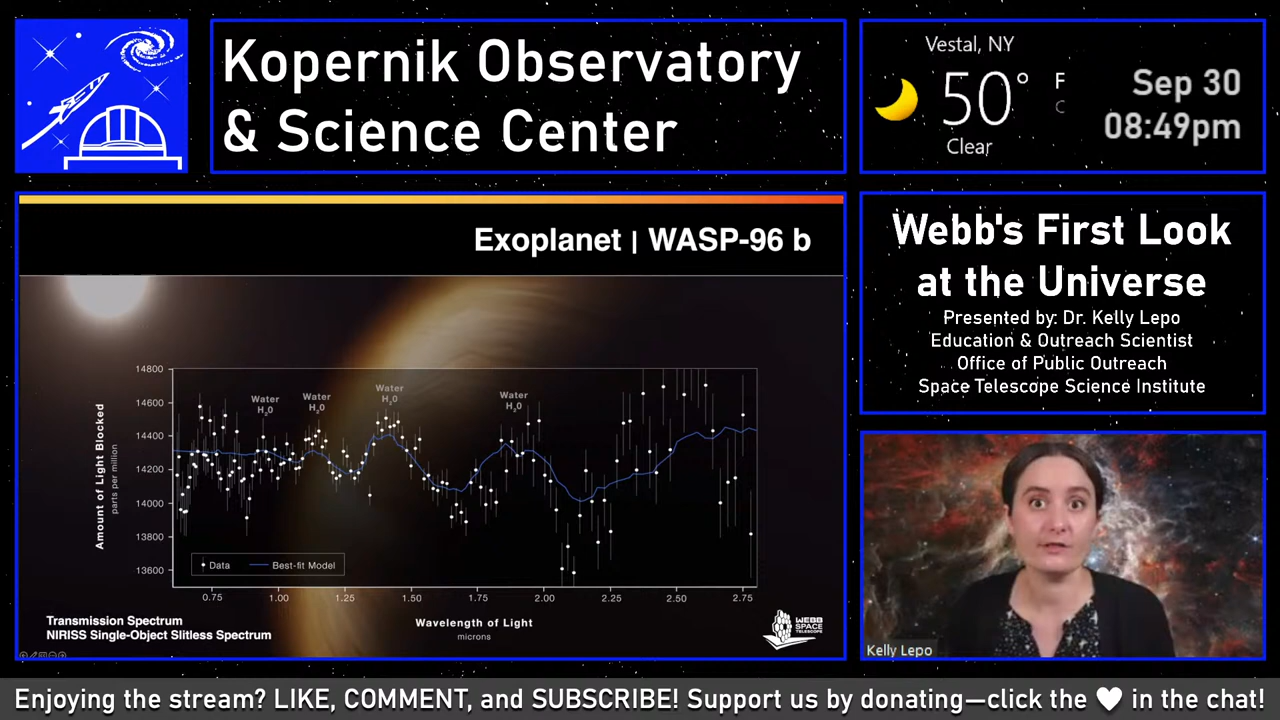 Kopernik Observatory
& Science Center
Vestal, NY
50° F
C
Clear
Sep 30
08:49pm
Exoplanet | WASP-96 b
Webb's First Look
at the Universe
Presented by: Dr. Kelly Lepo
Education & Outreach Scientist
Office of Public Outreach
Space Telescope Science Institute
Amount of Light Blocked
parts per million
14800
14600
14400
14200
14000
13800
13600
Water
H₂O
Water
H₂O
Water
H₂O
Water
H₂O
Data
Best-fit Model
0.75 1.00 1.25 1.50 1.75 2.00 2.25 2.50 2.75
Wavelength of Light
microns
Transmission Spectrum
NIRISS Single-Object Slitless Spectrum
WEBB
SPACE
TELESCOPE
Kelly Lepo
Enjoying the stream? LIKE, COMMENT, and SUBSCRIBE! Support us by donating—click the ♥ in the chat!